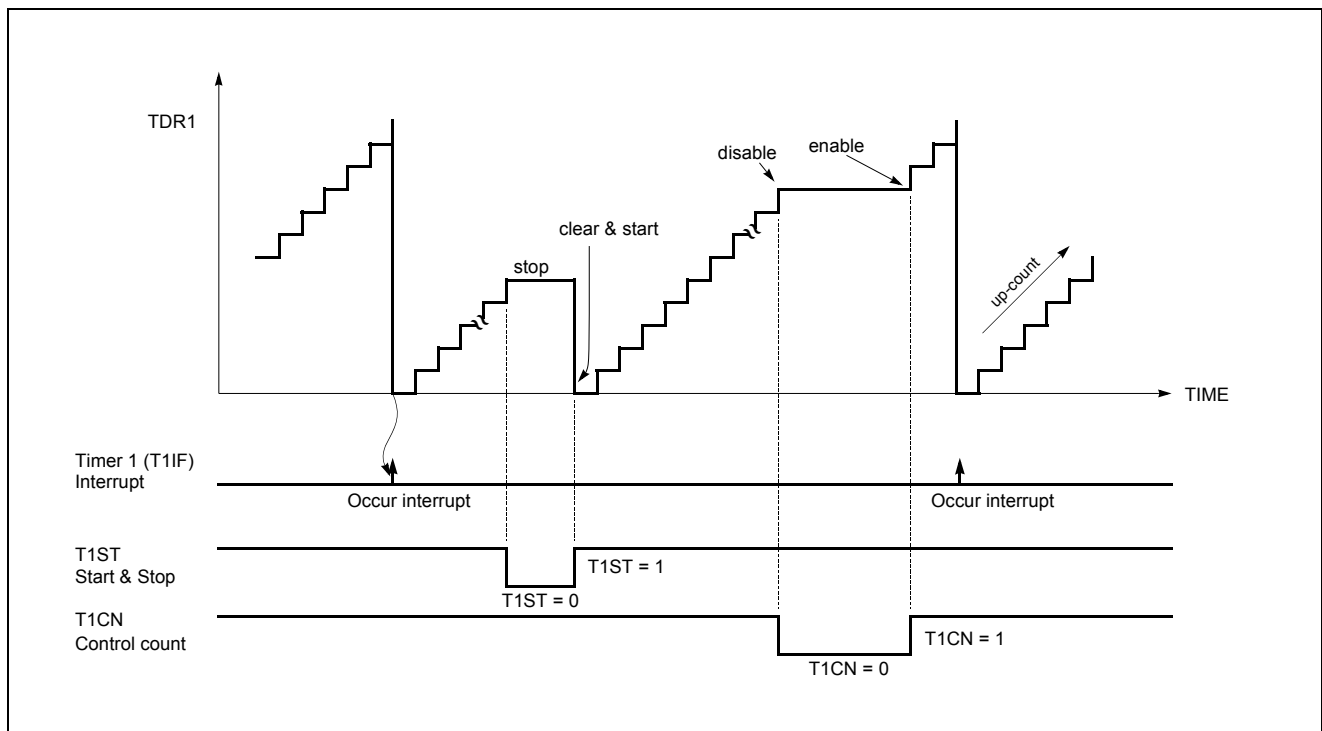 TDR1
disable
enable
clear & start
stop
up-count
TIME
Timer 1 (T1IF)
Interrupt
Occur interrupt
Occur interrupt
T1ST
Start & Stop
T1ST = 1
T1ST = 0
T1CN
Control count
T1CN = 1
T1CN = 0